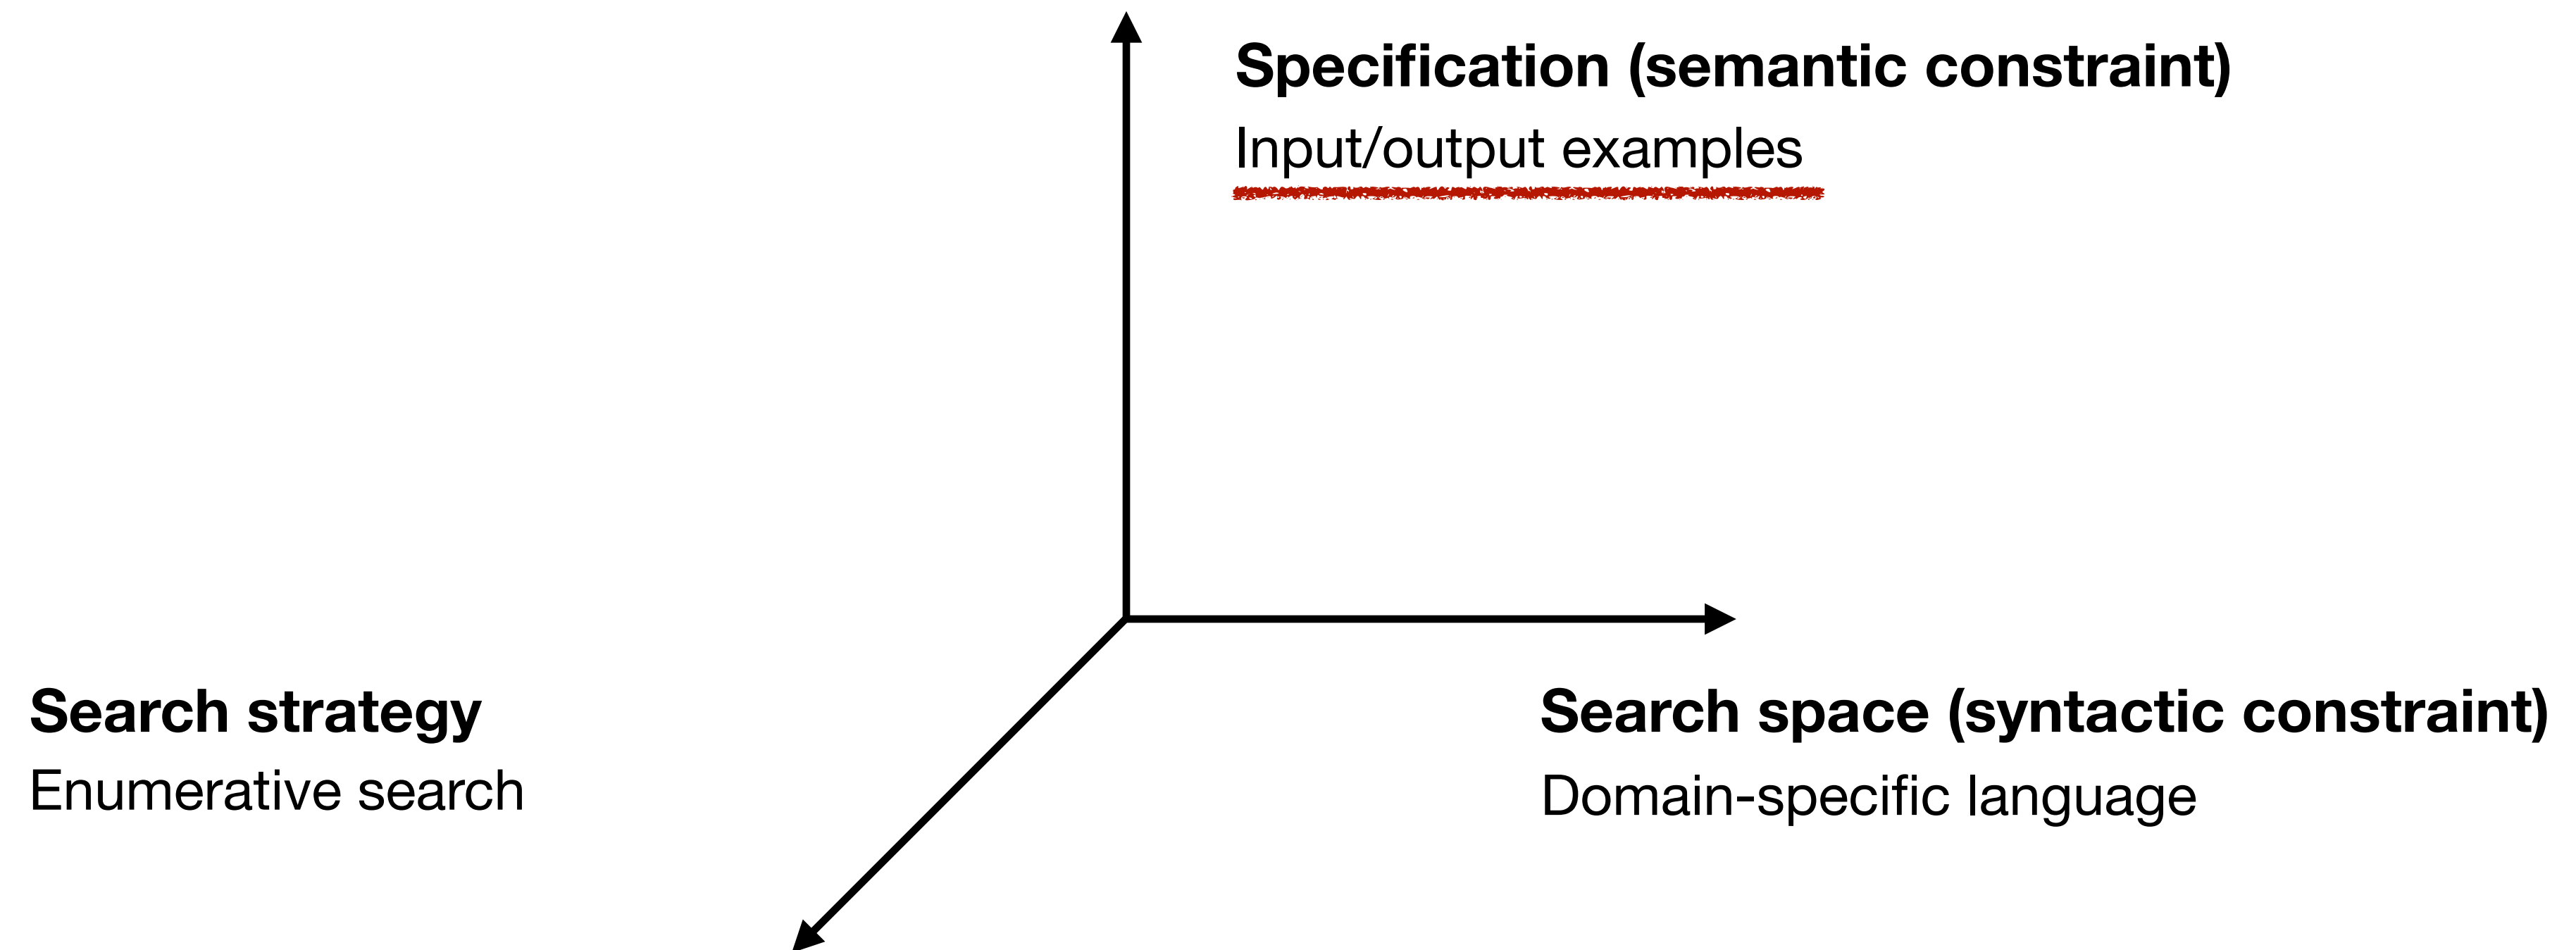 Specification (semantic constraint)
Input/output examples
Search strategy
Enumerative search
Search space (syntactic constraint)
Domain-specific language